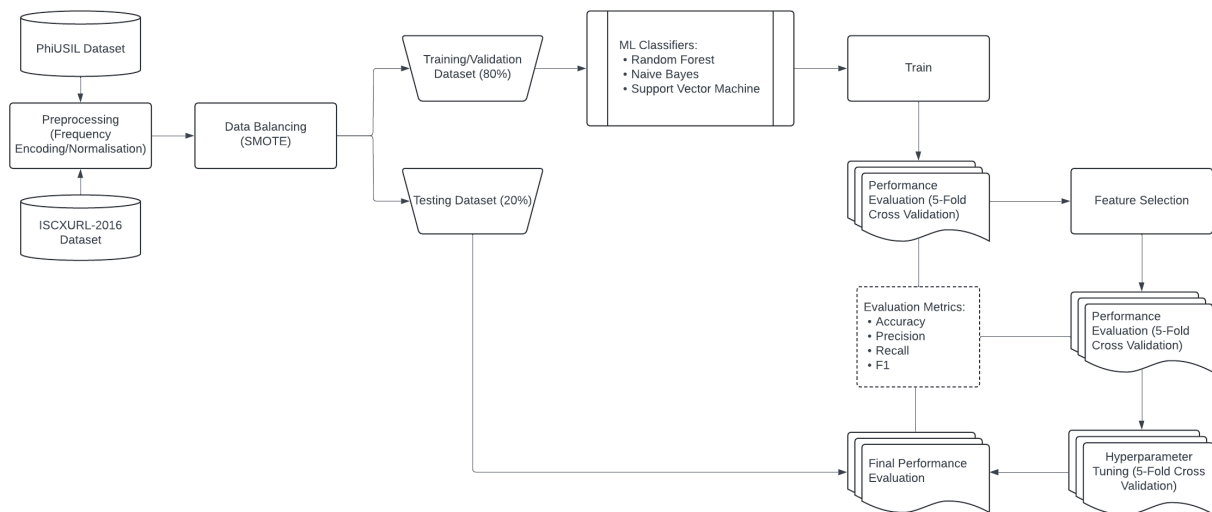 PhiUSIL Dataset
Preprocessing
(Frequency
Encoding/Normalisation)
ISCXURL-2016
Dataset
Data Balancing
(SMOTE)
Training/Validation
Dataset (80%)
Testing Dataset (20%)
ML Classifiers:
• Random Forest
• Naive Bayes
• Support Vector Machine
Train
Performance
Evaluation (5-Fold
Cross Validation)
Feature Selection
Evaluation Metrics:
• Accuracy
• Precision
• Recall
• F1
Performance
Evaluation (5-Fold
Cross Validation)
Final Performance
Evaluation
Hyperparameter
Tuning (5-Fold Cross
Validation)